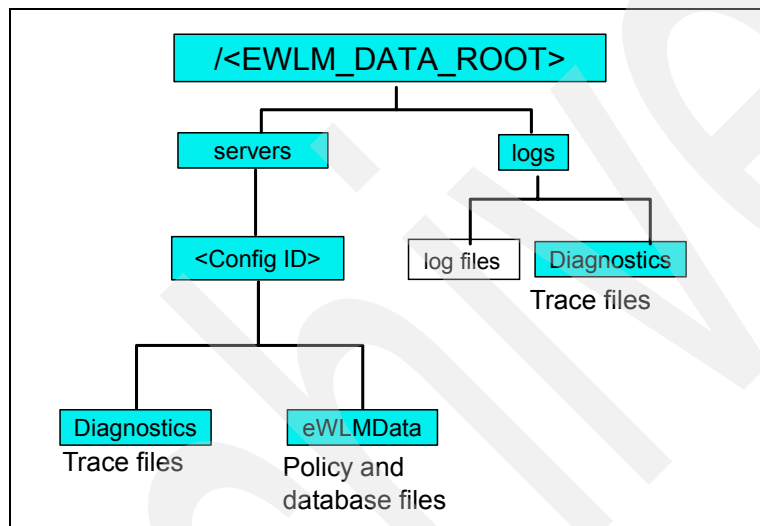 /<EWLM_DATA_ROOT>
servers
logs
<Config ID>
log files
Diagnostics
Trace files
Diagnostics
eWLMData
Trace files
Policy and
database files